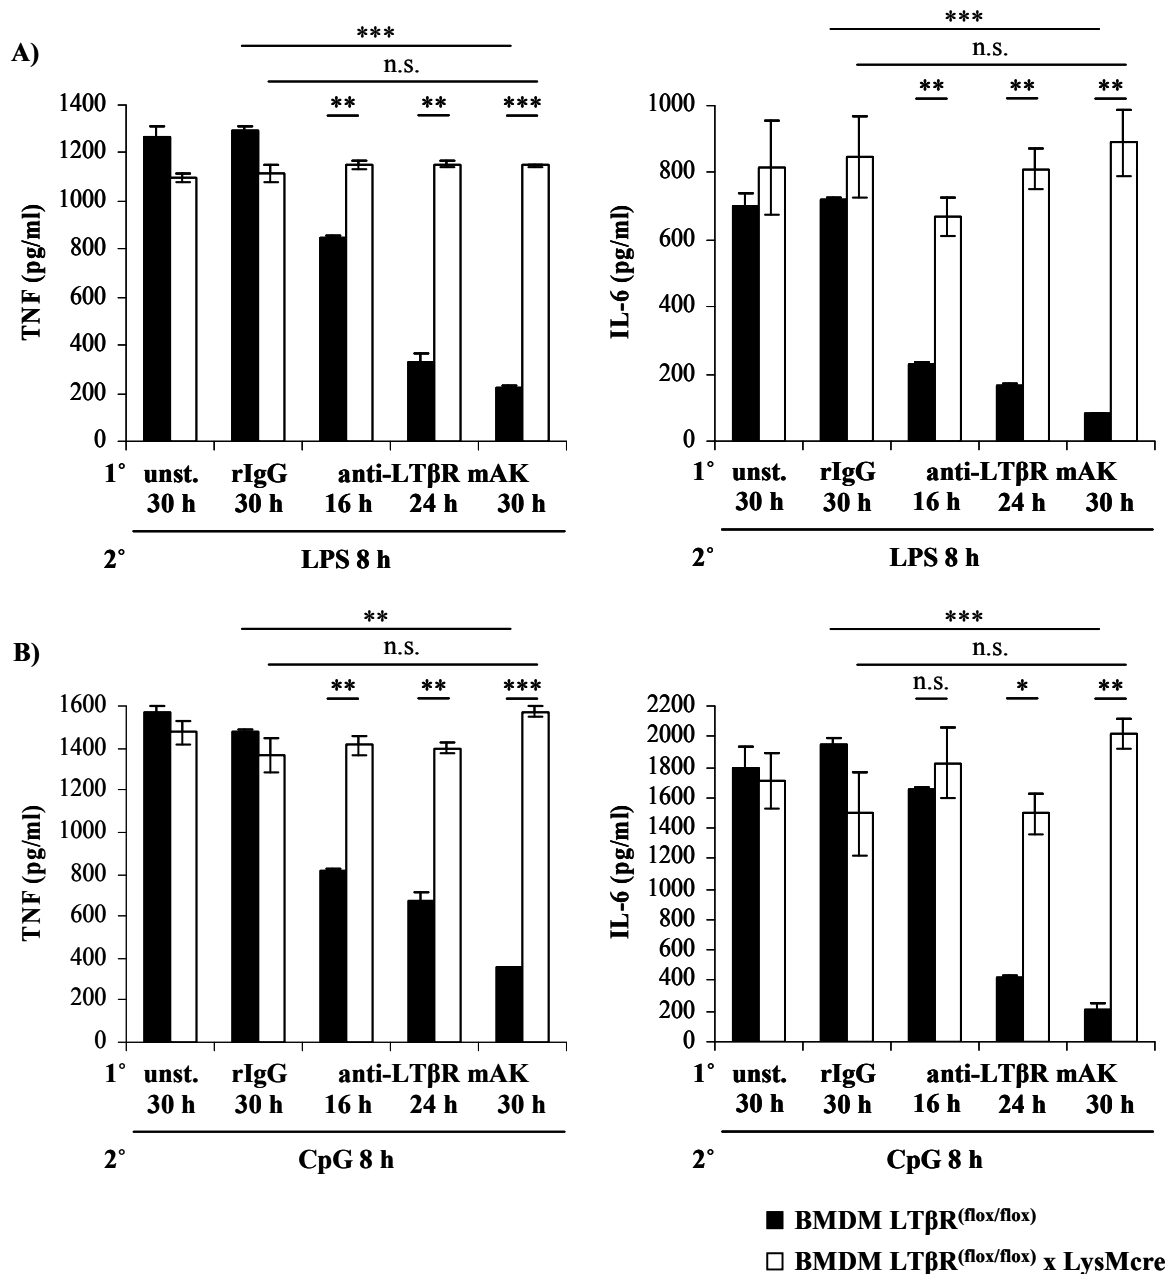 A)
***
n.s.
** ** ***
TNF (pg/ml)
1400
1200
1000
800
600
400
200
0
1° unst. rIgG anti-LTβR mAK
30 h 30 h 16 h 24 h 30 h
2° LPS 8 h
***
n.s.
** ** **
IL-6 (pg/ml)
1000
800
600
400
200
0
1° unst. rIgG anti-LTβR mAK
30 h 30 h 16 h 24 h 30 h
2° LPS 8 h
B)
**
n.s.
** ** ***
TNF (pg/ml)
1600
1400
1200
1000
800
600
400
200
0
1° unst. rIgG anti-LTβR mAK
30 h 30 h 16 h 24 h 30 h
2° CpG 8 h
***
n.s.
n.s. * **
IL-6 (pg/ml)
2200
2000
1800
1600
1400
1200
1000
800
600
400
200
0
1° unst. rIgG anti-LTβR mAK
30 h 30 h 16 h 24 h 30 h
2° CpG 8 h
BMDM LTβR(flox/flox)
BMDM LTβR(flox/flox) x LysMcre